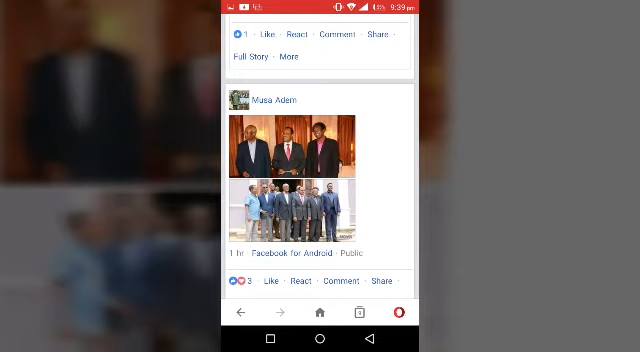 9:39 pm
1 · Like · React · Comment · Share ·
Full Story · More
Musa Adem
1 hr · Facebook for Android · Public
3 · Like · React · Comment · Share ·